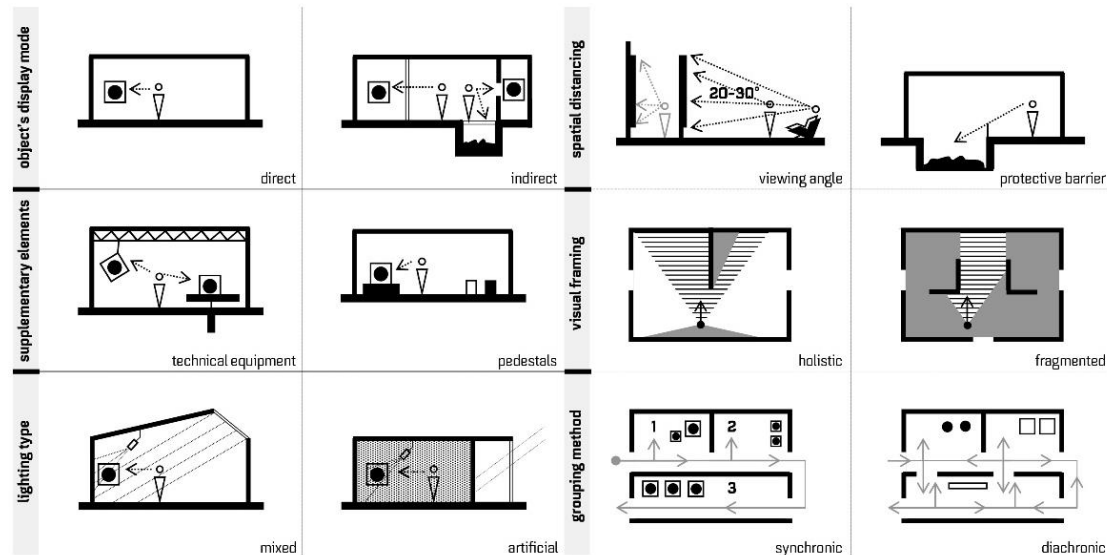 object's display mode
direct
indirect
spatial distancing
20-30°
viewing angle
protective barrier
supplementary elements
technical equipment
pedestals
visual framing
holistic
fragmented
lighting type
mixed
artificial
grouping method
1
2
3
synchronic
diachronic